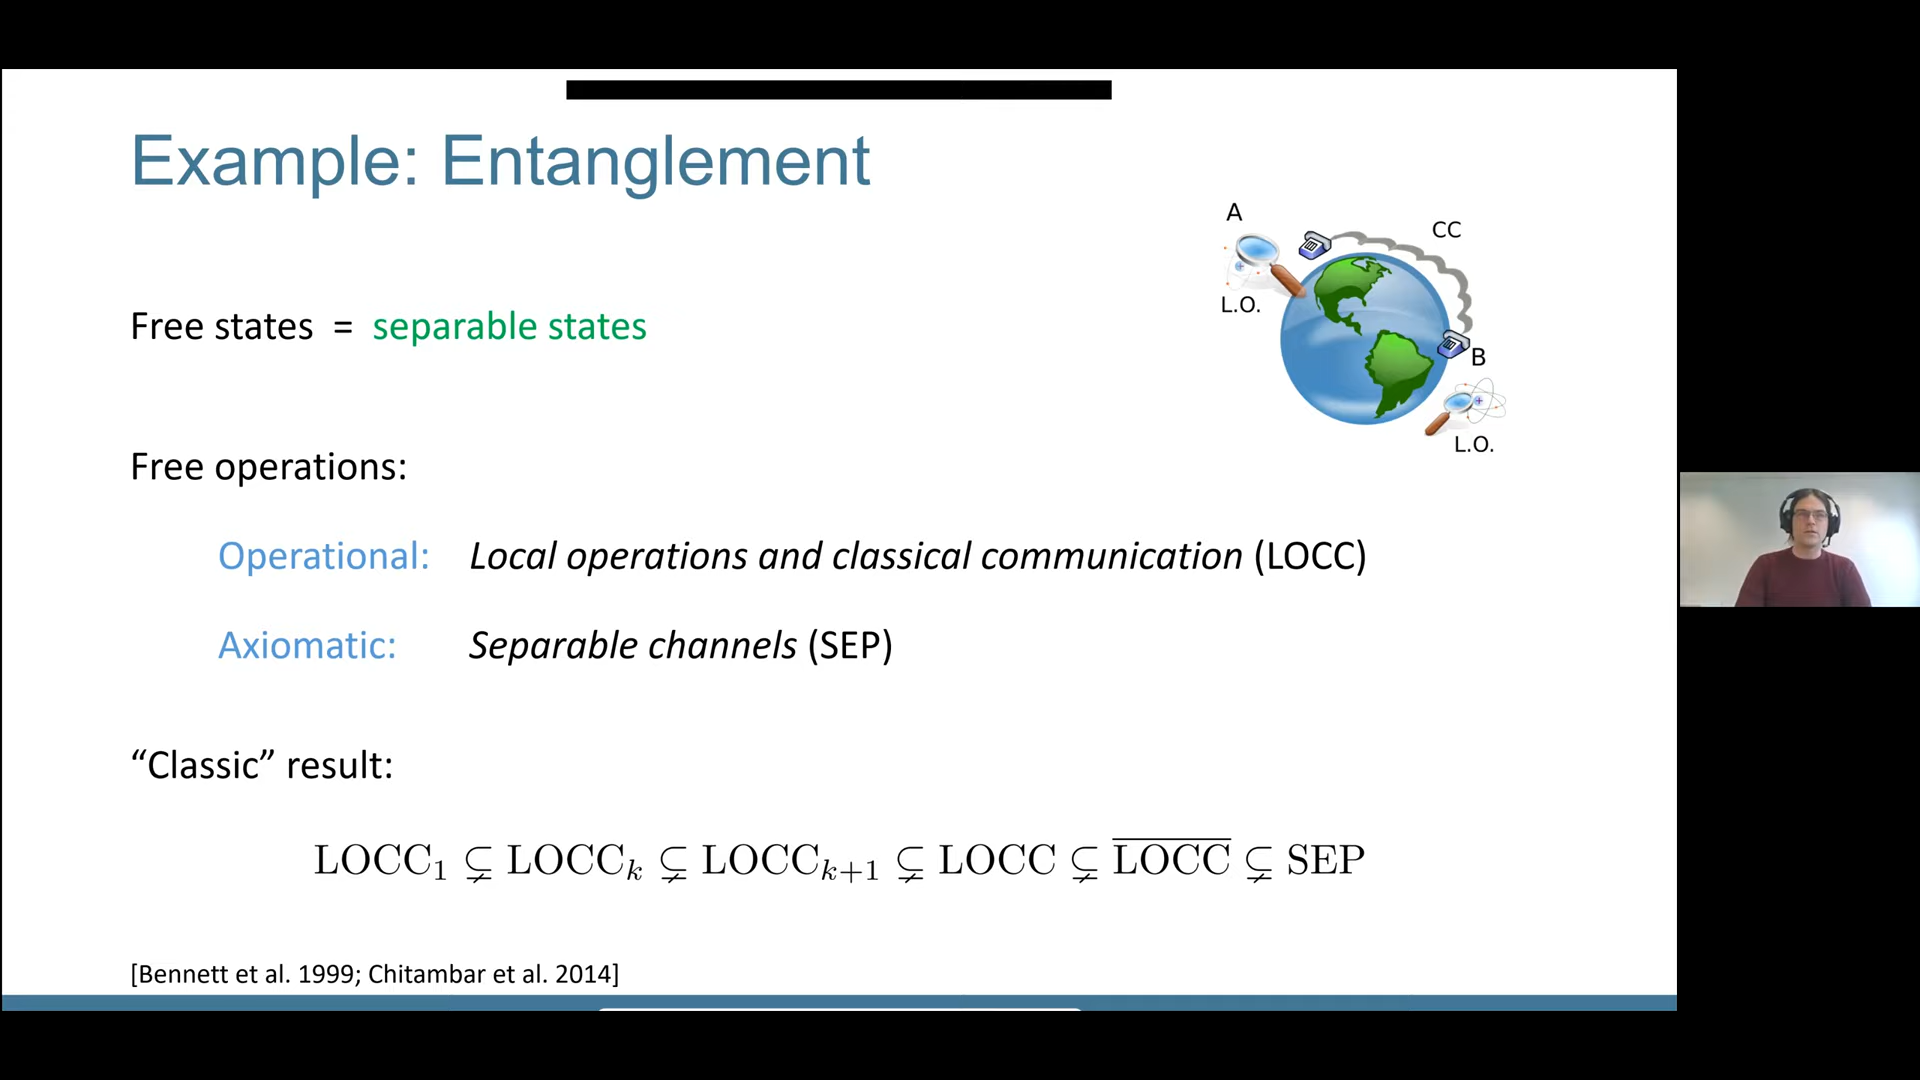 Example: Entanglement
A
CC
L.O.
B
L.O.
Free states = separable states
Free operations:
Operational: Local operations and classical communication (LOCC)
Axiomatic: Separable channels (SEP)
“Classic” result:
LOCC₁ ⊊ LOCCₖ ⊊ LOCCₖ₊₁ ⊊ LOCC ⊊ L̅O̅C̅C̅ ⊊ SEP
[Bennett et al. 1999; Chitambar et al. 2014]